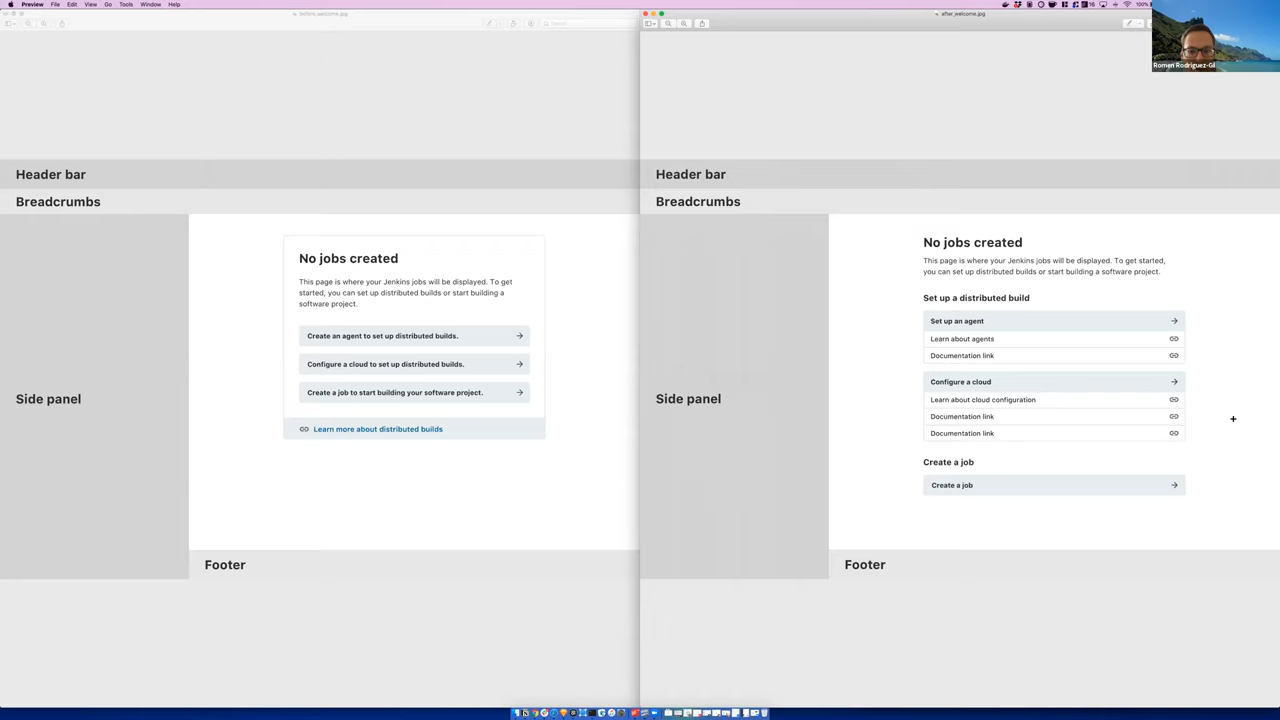 Preview File Edit View Go Tools Window Help
100%
before_welcome.jpg
Search
after_welcome.jpg
Romen Rodriguez-Gil
Header bar
Breadcrumbs
Side panel
No jobs created
This page is where your Jenkins jobs will be displayed. To get
started, you can set up distributed builds or start building a
software project.
Create an agent to set up distributed builds.
Configure a cloud to set up distributed builds.
Create a job to start building your software project.
Learn more about distributed builds
Footer
Header bar
Breadcrumbs
Side panel
No jobs created
This page is where your Jenkins jobs will be displayed. To get started,
you can set up distributed builds or start building a software project.
Set up a distributed build
Set up an agent
Learn about agents
Documentation link
Configure a cloud
Learn about cloud configuration
Documentation link
Documentation link
Create a job
Create a job
Footer